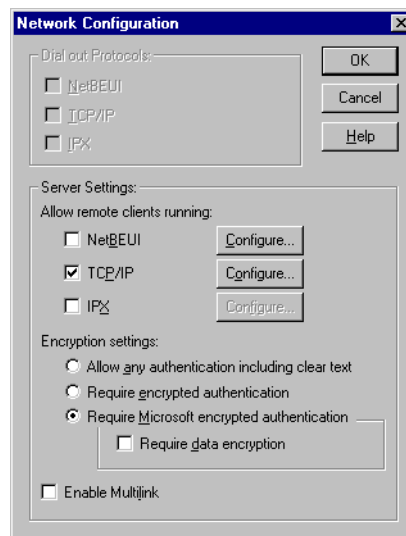 Network Configuration
Dial out Protocols:
NetBEUI
TCP/IP
IPX
OK
Cancel
Help
Server Settings:
Allow remote clients running:
NetBEUI Configure...
TCP/IP Configure...
IPX Configure...
Encryption settings:
Allow any authentication including clear text
Require encrypted authentication
Require Microsoft encrypted authentication
Require data encryption
Enable Multilink